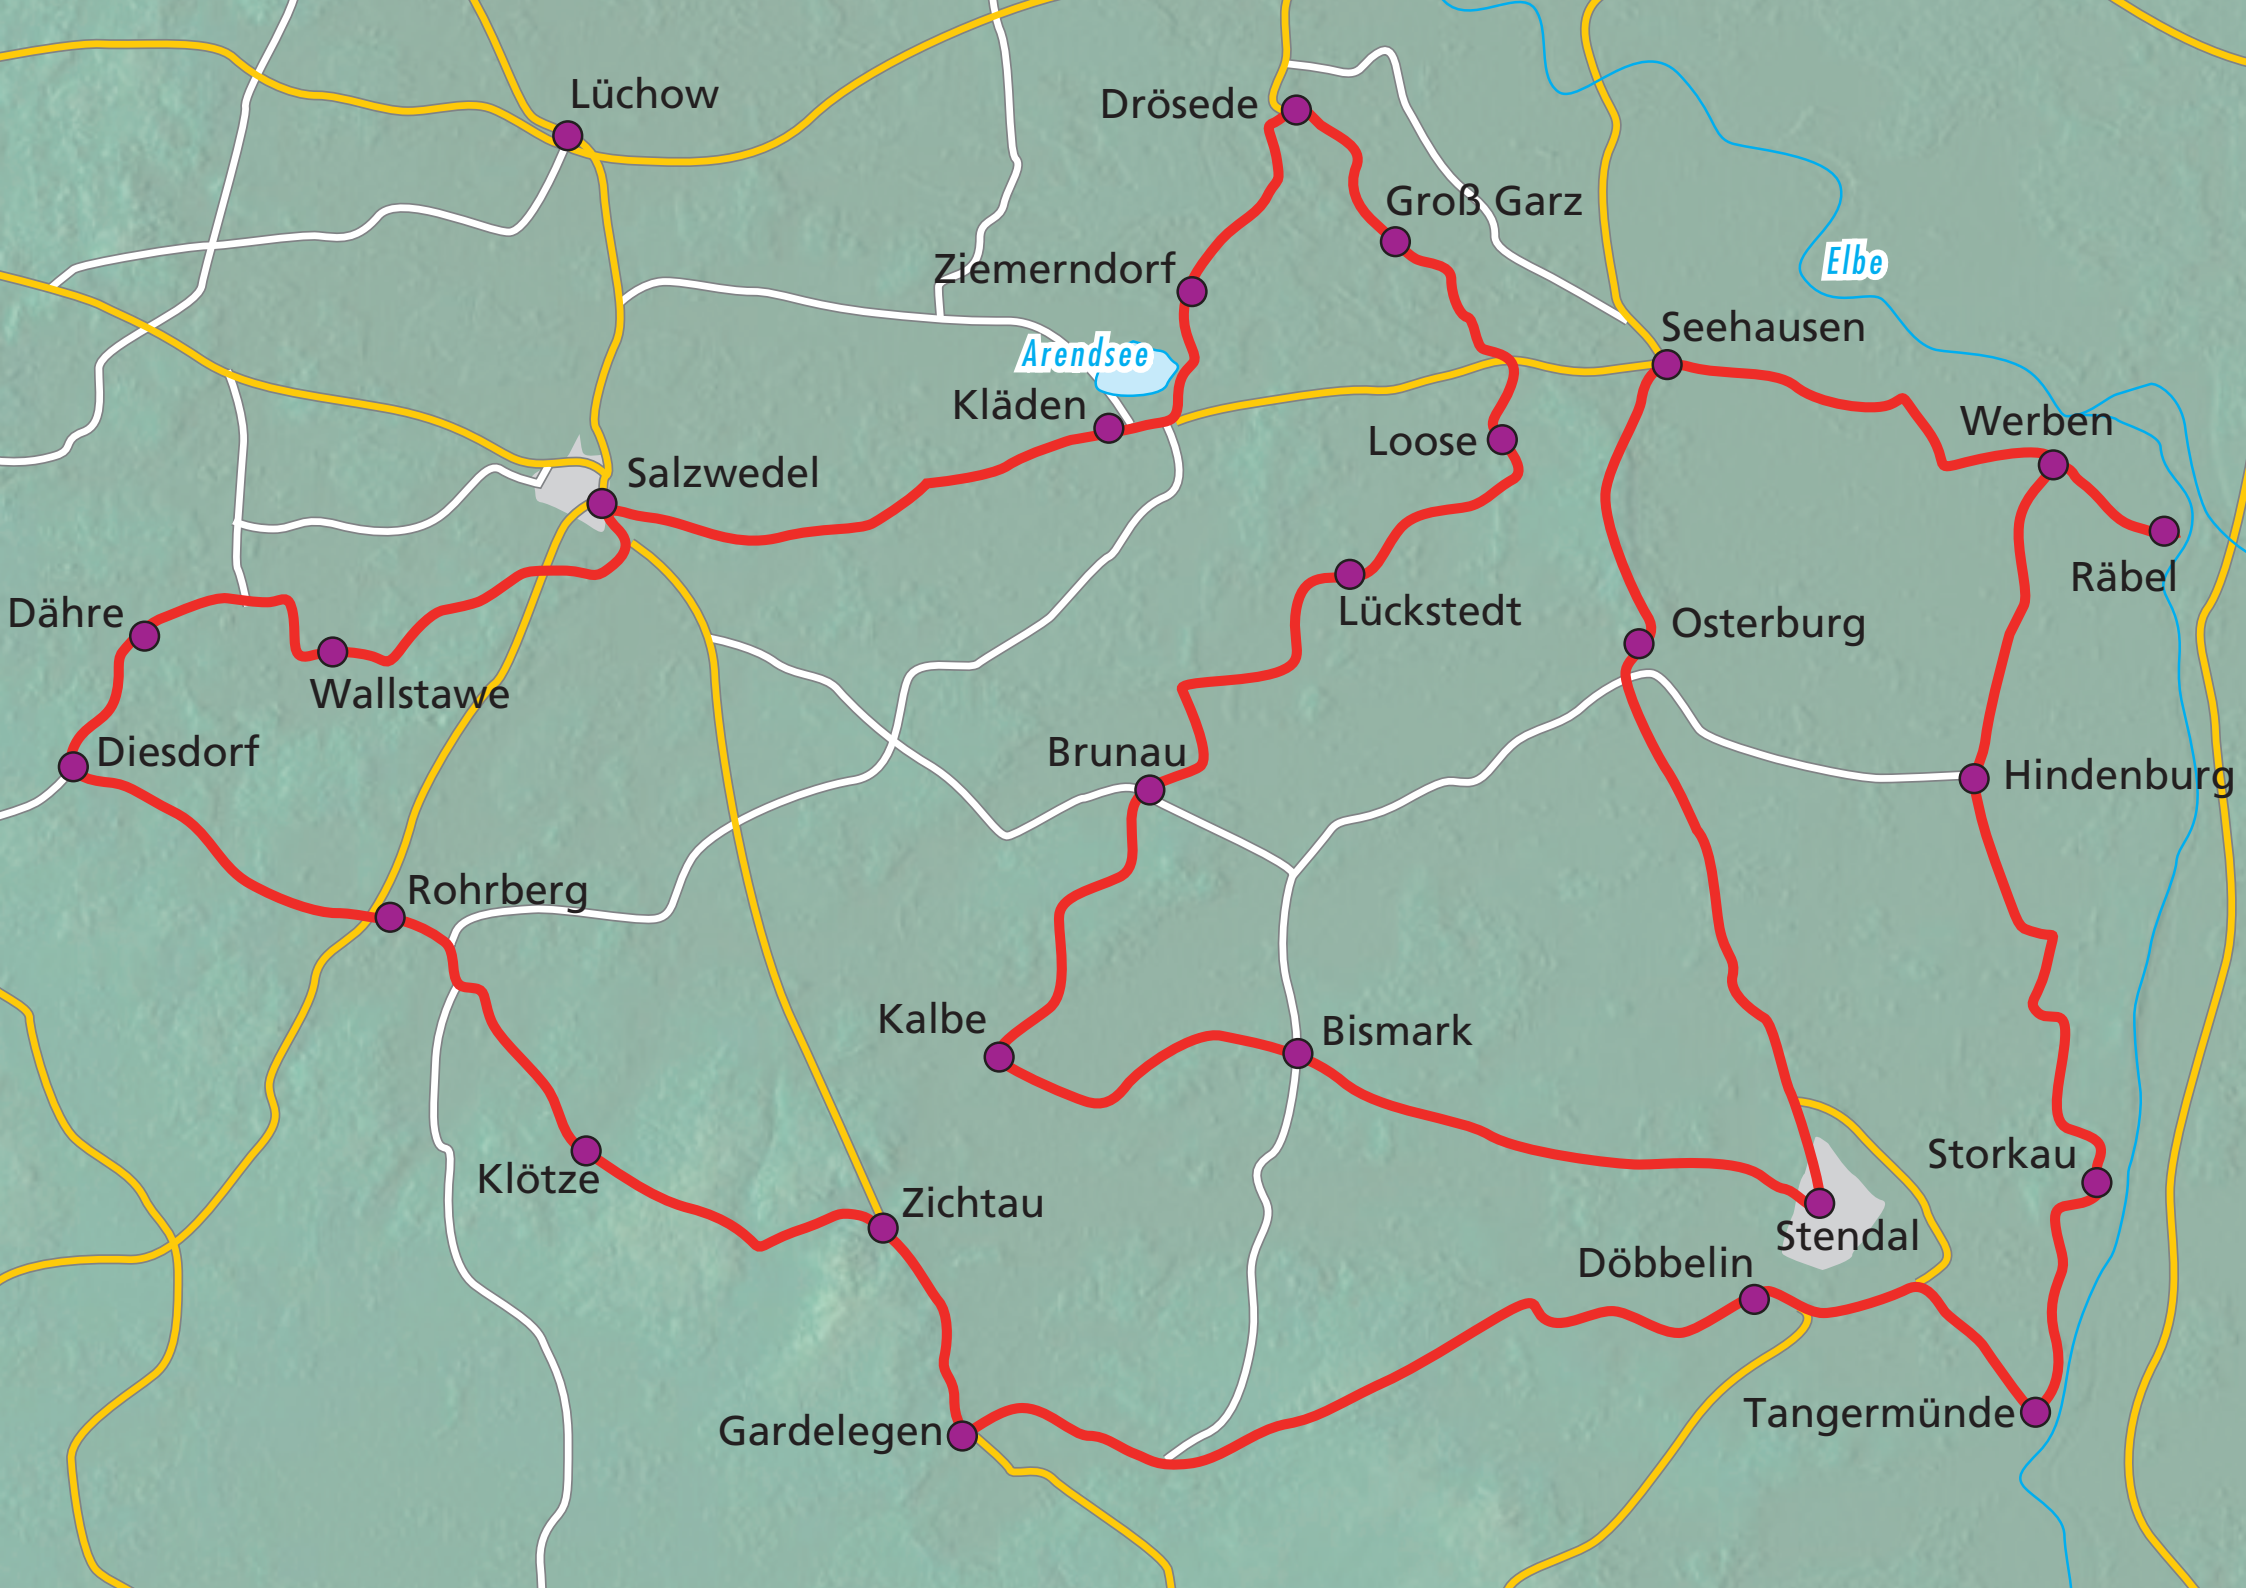 Lüchow
Drösede
Groß Garz
Elbe
Ziemerndorf
Seehausen
Arendsee
Kläden
Werben
Loose
Salzwedel
Räbel
Dähre
Lückstedt
Osterburg
Wallstawe
Diesdorf
Brunau
Hindenburg
Rohrberg
Kalbe
Bismark
Storkau
Klötze
Zichtau
Stendal
Döbbelin
Tangermünde
Gardelegen